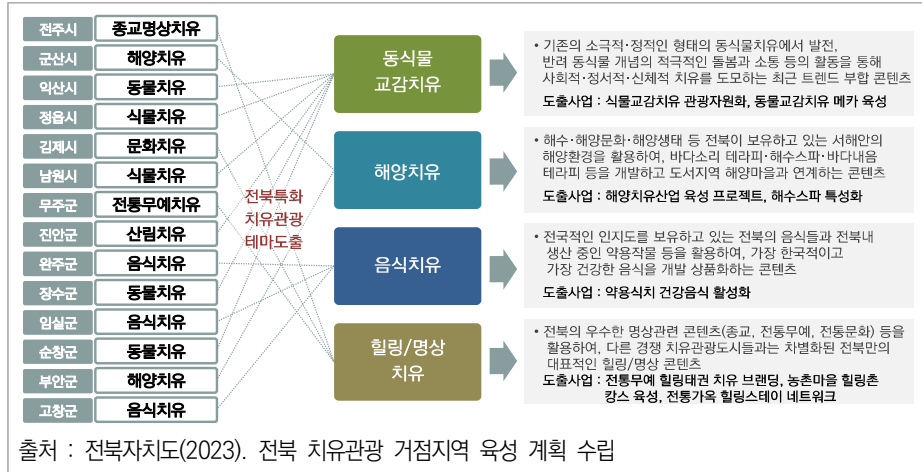 전주시 종교명상치유
군산시 해양치유
익산시 동물치유
정읍시 식물치유
김제시 문화치유
남원시 식물치유
무주군 전통무예치유
진안군 산림치유
완주군 음식치유
장수군 동물치유
임실군 음식치유
순창군 동물치유
부안군 해양치유
고창군 음식치유
전북특화
치유관광
테마도출
동식물
교감치유
• 기존의 소극적·정적인 형태의 동식물치유에서 발전,
반려 동식물 개념의 적극적인 돌봄과 소통 등의 활동을 통해
사회적·정서적·신체적 치유를 도모하는 최근 트렌드 부합 콘텐츠
도출사업 : 식물교감치유 관광자원화, 동물교감치유 메카 육성
해양치유
• 해수·해양문화·해양생태 등 전북이 보유하고 있는 서해안의
해양환경을 활용하여, 바다소리 테라피·해수스파·바다내음
테라피 등을 개발하고 도서지역 해양마을과 연계하는 콘텐츠
도출사업 : 해양치유산업 육성 프로젝트, 해수스파 특성화
음식치유
• 전국적인 인지도를 보유하고 있는 전북의 음식들과 전북내
생산 중인 약용작물 등을 활용하여, 가장 한국적이고
가장 건강한 음식을 개발 상품화하는 콘텐츠
도출사업 : 약용식치 건강음식 활성화
힐링/명상
치유
• 전북의 우수한 명상관련 콘텐츠(종교, 전통무예, 전통문화) 등을
활용하여, 다른 경쟁 치유관광도시들과는 차별화된 전북만의
대표적인 힐링/명상 콘텐츠
도출사업 : 전통무예 힐링태권 치유 브랜딩, 농촌마을 힐링촌
캉스 육성, 전통가옥 힐링스테이 네트워크
출처 : 전북자치도(2023). 전북 치유관광 거점지역 육성 계획 수립